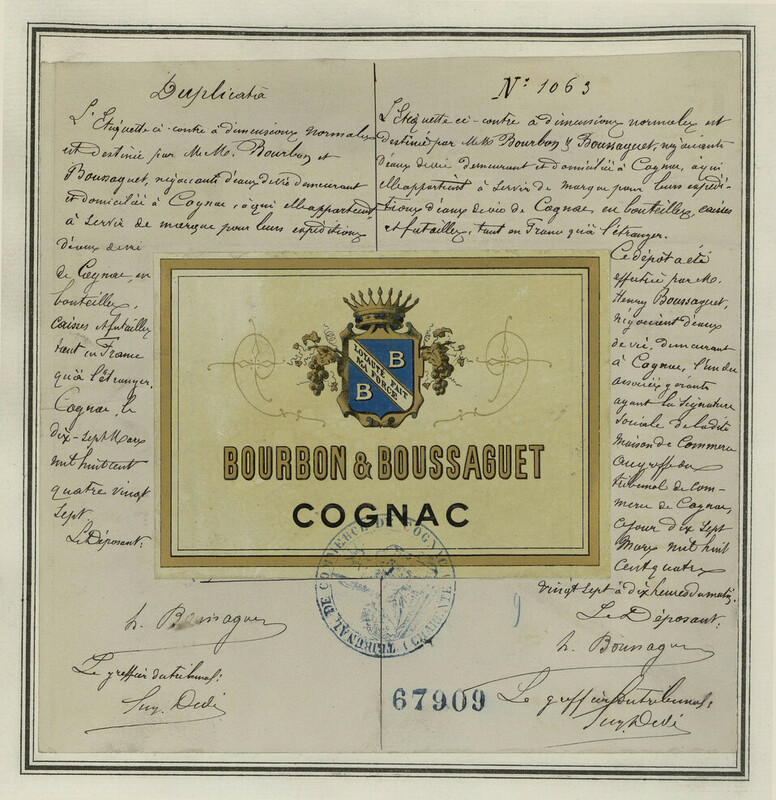 Duplicata
L'Etiquette ci-contre à dimensions normales
est destinée par M.M. Bourbon et
Boussaguet, négociants d'eaux de vie demeurant
et domiciliés à Cognac, à qui elle appartient
à servir de marque pour leurs expéditions
d'eaux de vie
de Cognac, en
bouteilles,
caisses et futailles
tant en France
qu'à l'étranger.
Cognac, le
dix-sept Mars
mil huit cent
quatre vingt
sept
Le Déposant:
h. Boussaguet
Le greffier du tribunal:
N° 1063
L'Etiquette ci-contre à dimensions normales est
destinée par M.M. Bourbon & Boussaguet, négociants
d'eaux de vie demeurant et domiciliés à Cognac, à qui
elle appartient à servir de marque pour leurs expédi-
tions d'eaux de vie de Cognac, en bouteilles, caisses
et futailles, tant en France qu'à l'étranger.
Ce dépôt a été
effectué par M.
Henry Boussaguet,
négociant d'eaux
de vie, demeurant
à Cognac, l'un des
associés gérants
ayant la signature
sociale de ladite
maison de Commerce
au greffe du
tribunal de com-
merce de Cognac,
ce jour dix sept
Mars mil huit
cent quatre
vingt sept à dix heures du matin.
Le Déposant:
h. Boussaguet
Le greffier du tribunal:
LOYAUTÉ FAIT
MA FORCE
B
B
BOURBON & BOUSSAGUET
COGNAC
TRIBUNAL DE COMMERCE DE COGNAC (CHARENTE)
9
67909